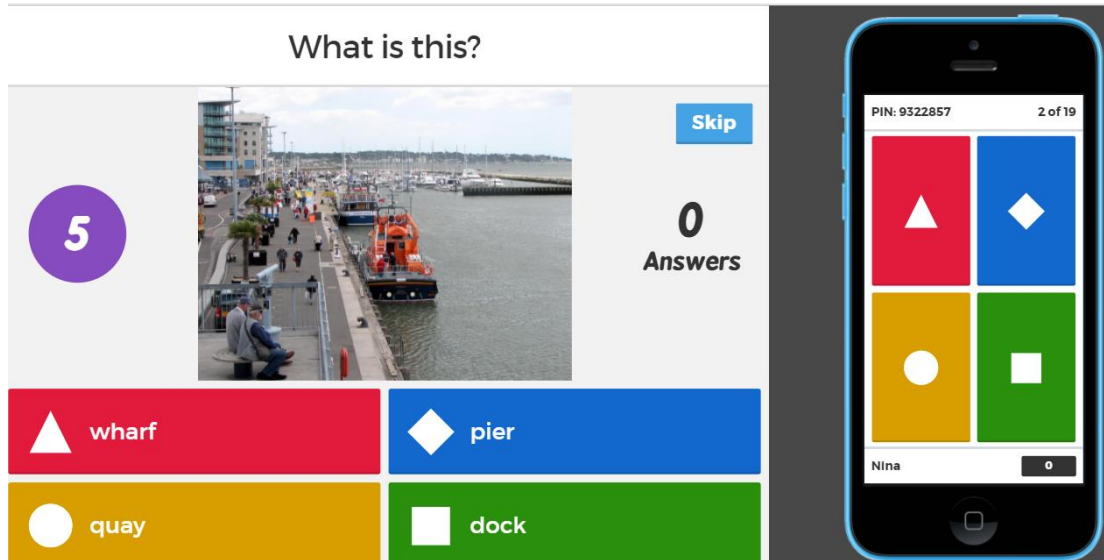 What is this?
Skip
5
0
Answers
wharf
pier
quay
dock
PIN: 9322857
2 of 19
Nina
0